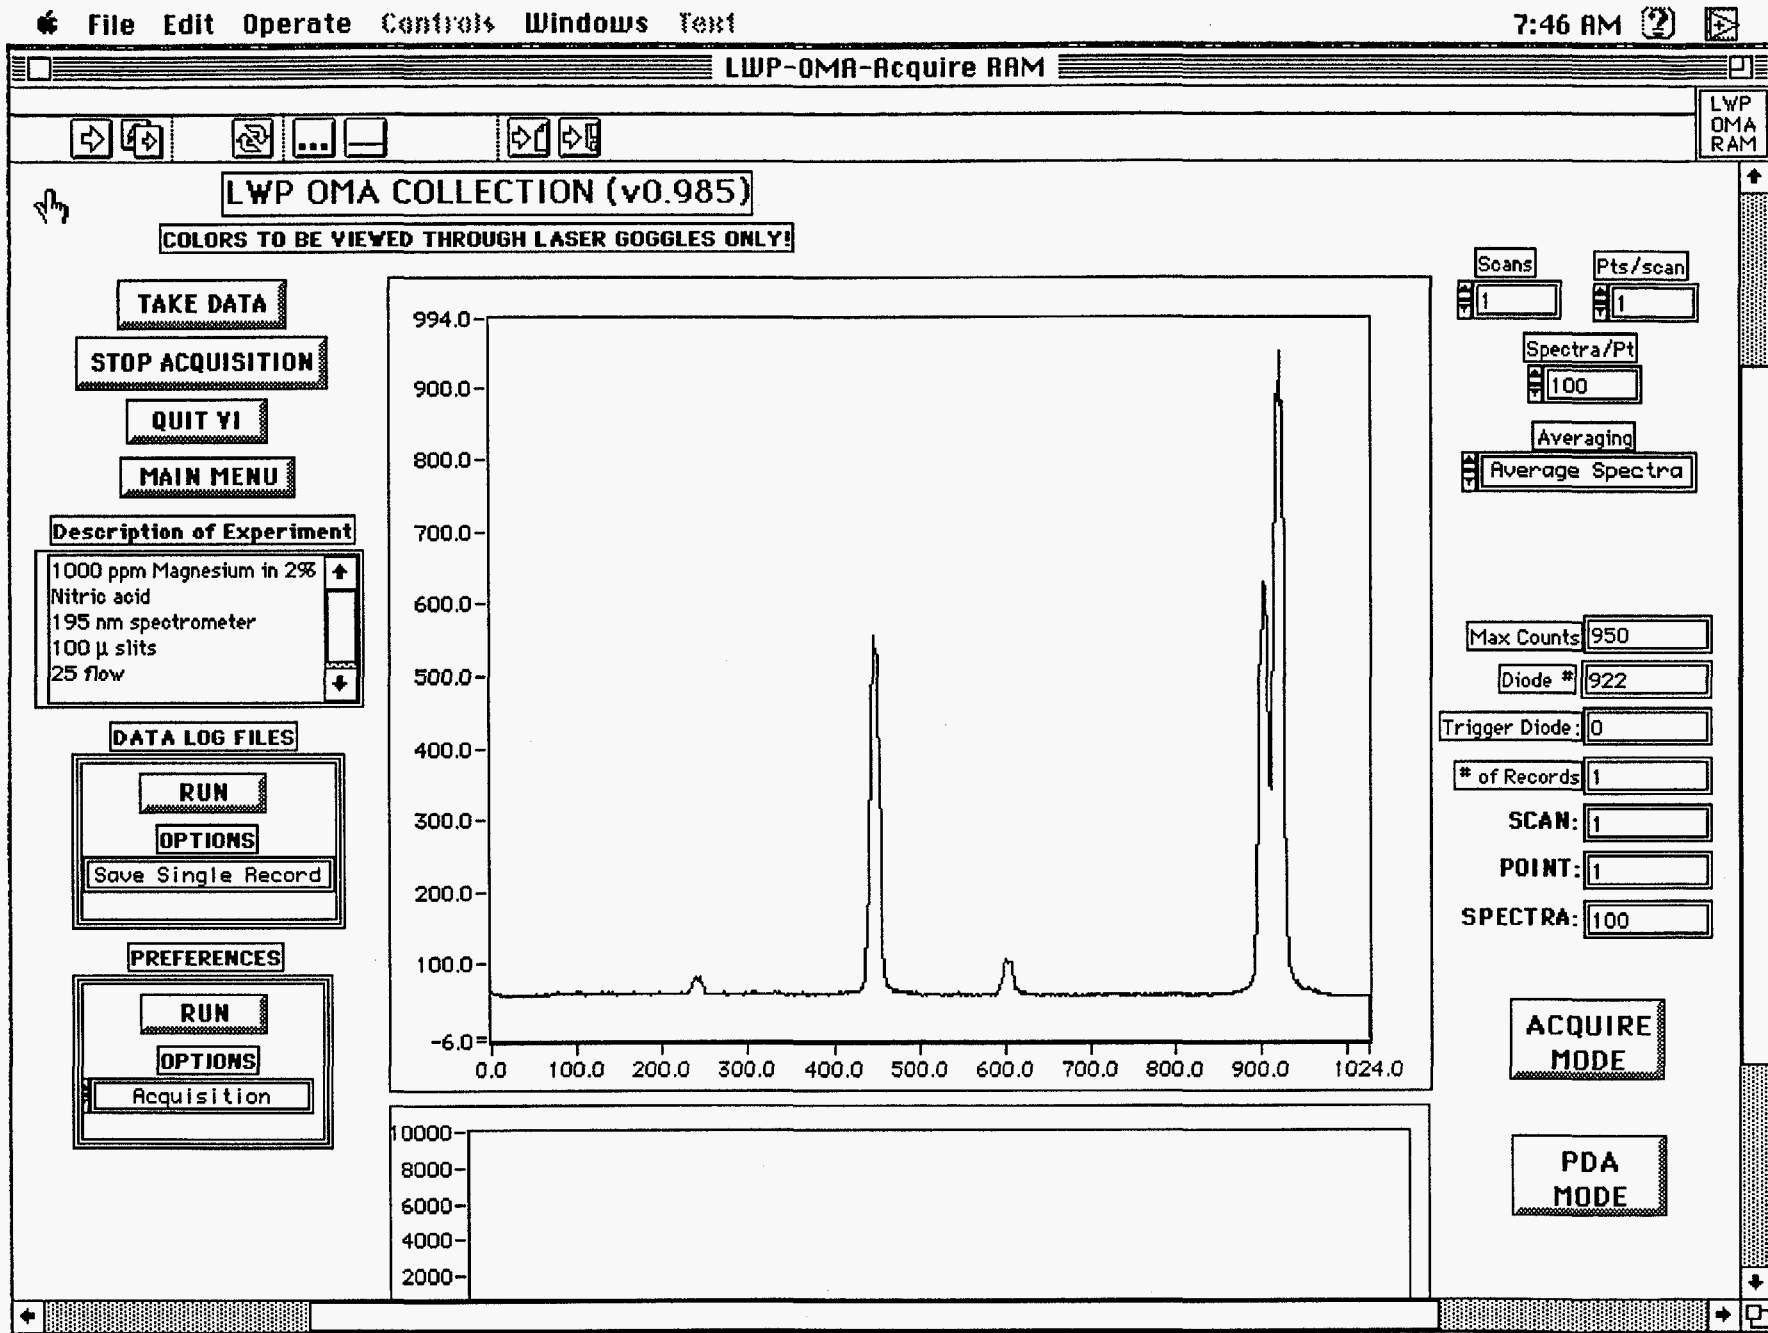 File Edit Operate Controls Windows Text 7:46 AM
LWP-OMA-Acquire RAM
LWP
OMA
RAM
LWP OMA COLLECTION (v0.985)
COLORS TO BE VIEWED THROUGH LASER GOGGLES ONLY!
TAKE DATA
STOP ACQUISITION
QUIT VI
MAIN MENU
Description of Experiment
1000 ppm Magnesium in 2%
Nitric acid
195 nm spectrometer
100 µ slits
25 flow
DATA LOG FILES
RUN
OPTIONS
Save Single Record
PREFERENCES
RUN
OPTIONS
Acquisition
994.0
900.0
800.0
700.0
600.0
500.0
400.0
300.0
200.0
100.0
-6.0
0.0 100.0 200.0 300.0 400.0 500.0 600.0 700.0 800.0 900.0 1024.0
10000
8000
6000
4000
2000
Scans Pts/scan
1 1
Spectra/Pt
100
Averaging
Average Spectra
Max Counts 950
Diode # 922
Trigger Diode: 0
# of Records 1
SCAN: 1
POINT: 1
SPECTRA: 100
ACQUIRE
MODE
PDA
MODE